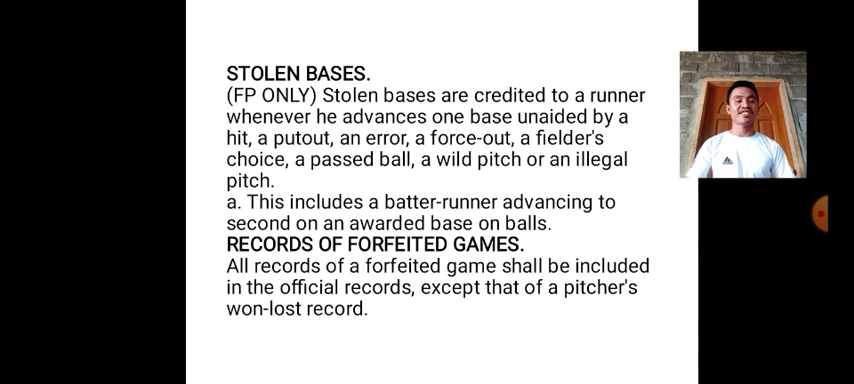 STOLEN BASES.
(FP ONLY) Stolen bases are credited to a runner
whenever he advances one base unaided by a
hit, a putout, an error, a force-out, a fielder's
choice, a passed ball, a wild pitch or an illegal
pitch.
a. This includes a batter-runner advancing to
second on an awarded base on balls.
RECORDS OF FORFEITED GAMES.
All records of a forfeited game shall be included
in the official records, except that of a pitcher's
won-lost record.